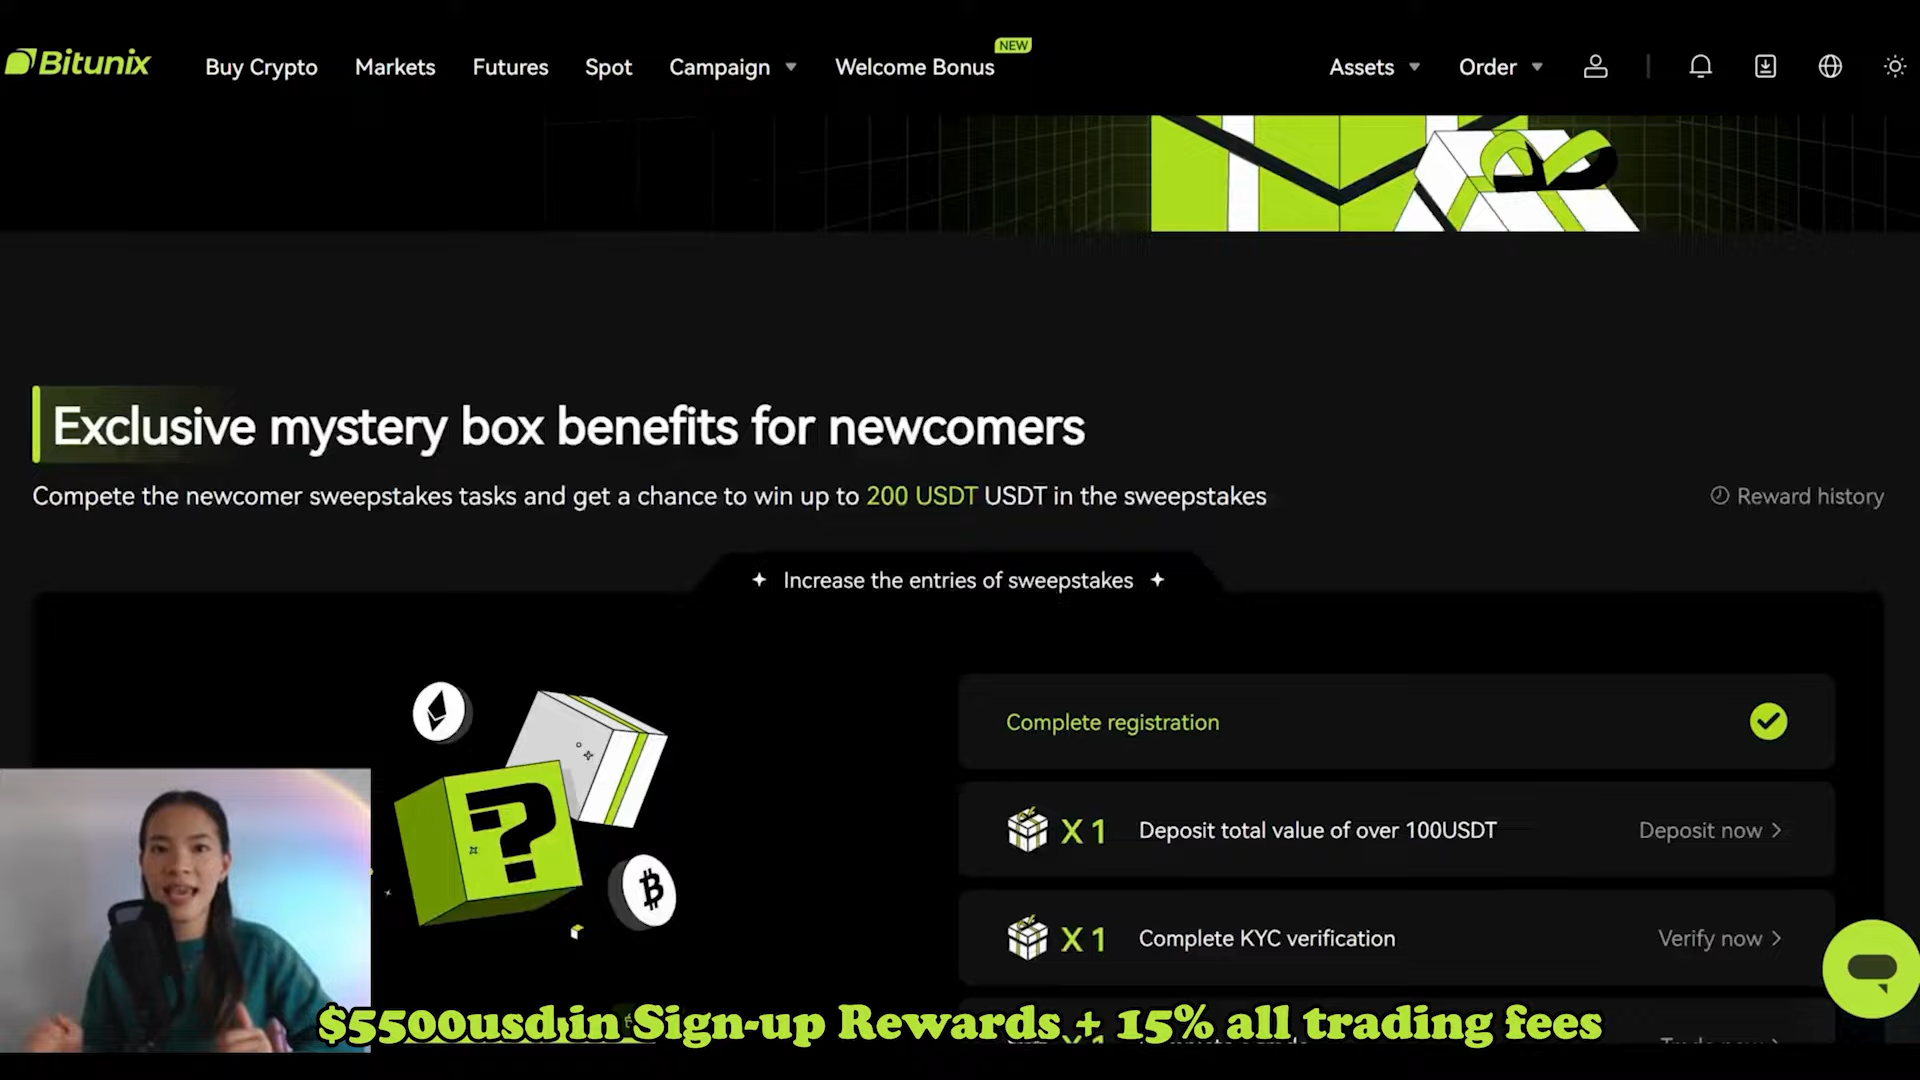 Bitunix
Buy Crypto
Markets
Futures
Spot
Campaign
Welcome Bonus
NEW
Assets
Order
Exclusive mystery box benefits for newcomers
Compete the newcomer sweepstakes tasks and get a chance to win up to 200 USDT USDT in the sweepstakes
Reward history
Increase the entries of sweepstakes
Complete registration
X 1 Deposit total value of over 100USDT
Deposit now
X 1 Complete KYC verification
Verify now
$5500usd in Sign-up Rewards + 15% all trading fees